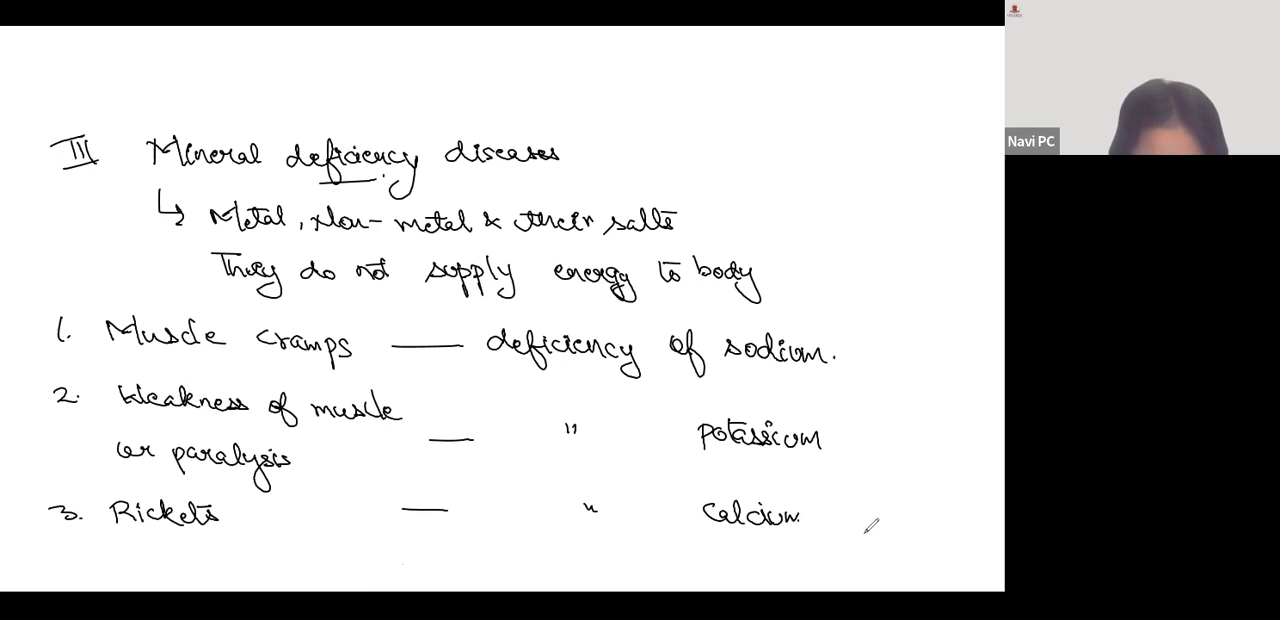 III Mineral deficiency diseases
↳ Metal, Non-metal & their salts
They do not supply energy to body
1. Muscle cramps — deficiency of sodium.
2. Weakness of muscle
or paralysis — " potassium
3. Rickets — " Calcium.
Navi PC